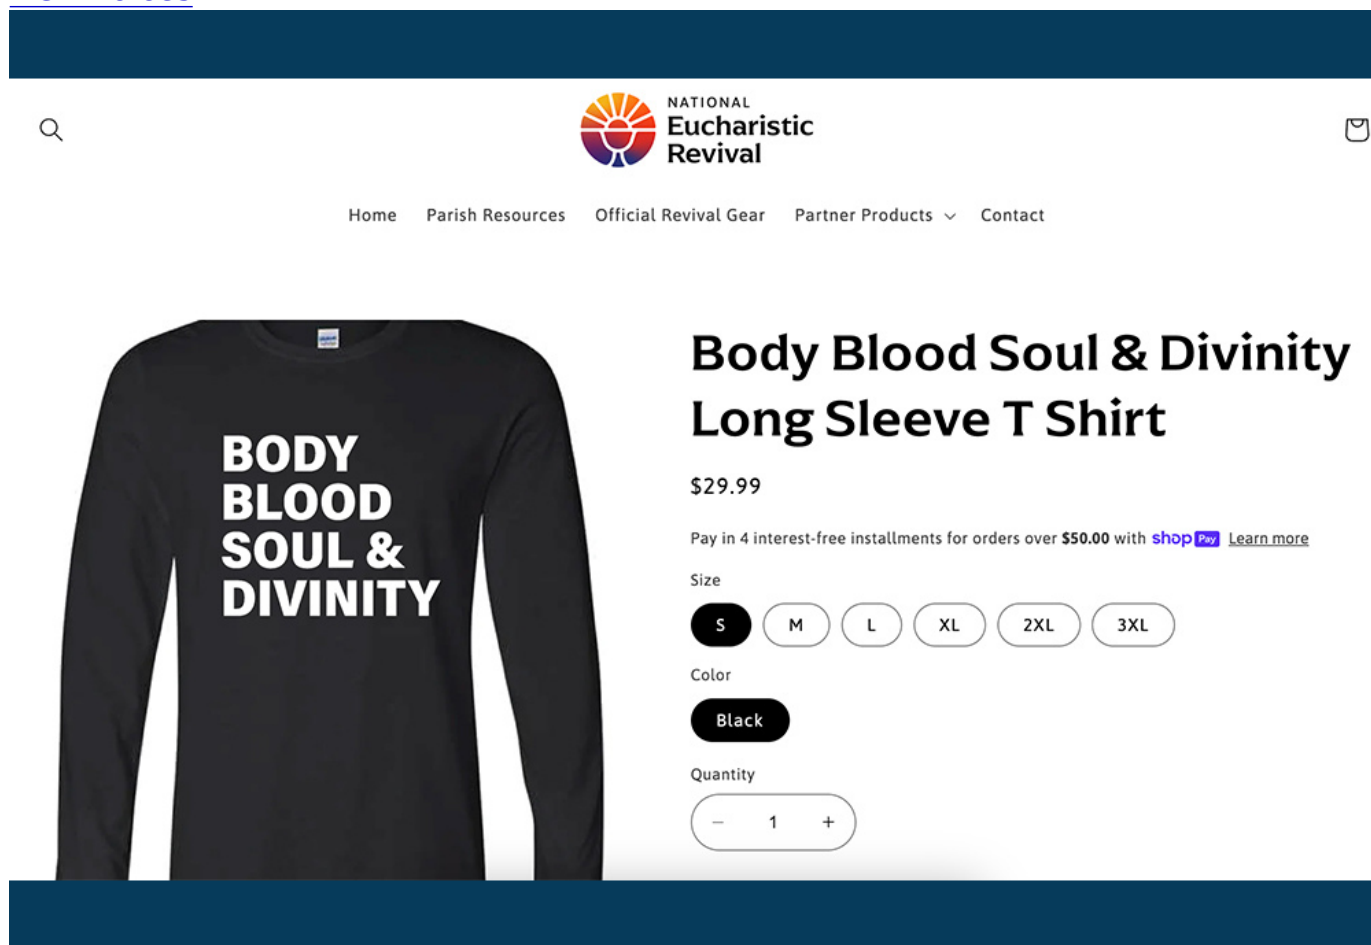 NATIONAL
Eucharistic
Revival
Home Parish Resources Official Revival Gear Partner Products Contact
BODY
BLOOD
SOUL &
DIVINITY
Body Blood Soul & Divinity
Long Sleeve T Shirt
$29.99
Pay in 4 interest-free installments for orders over $50.00 with shop Pay Learn more
Size
S M L XL 2XL 3XL
Color
Black
Quantity
− 1 +